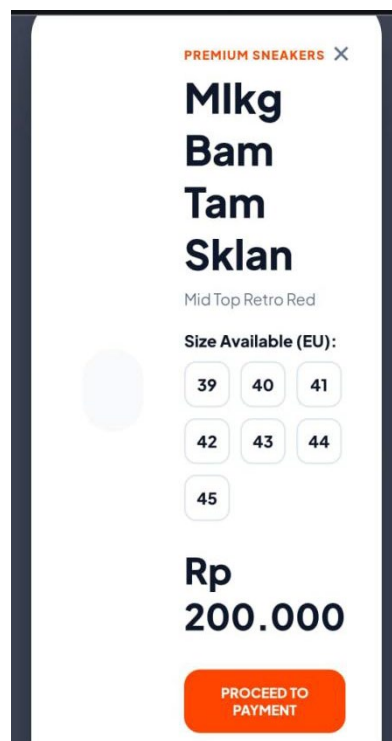 PREMIUM SNEAKERS
Mlkg
Bam
Tam
Sklan
Mid Top Retro Red
Size Available (EU):
39 40 41
42 43 44
45
Rp
200.000
PROCEED TO
PAYMENT